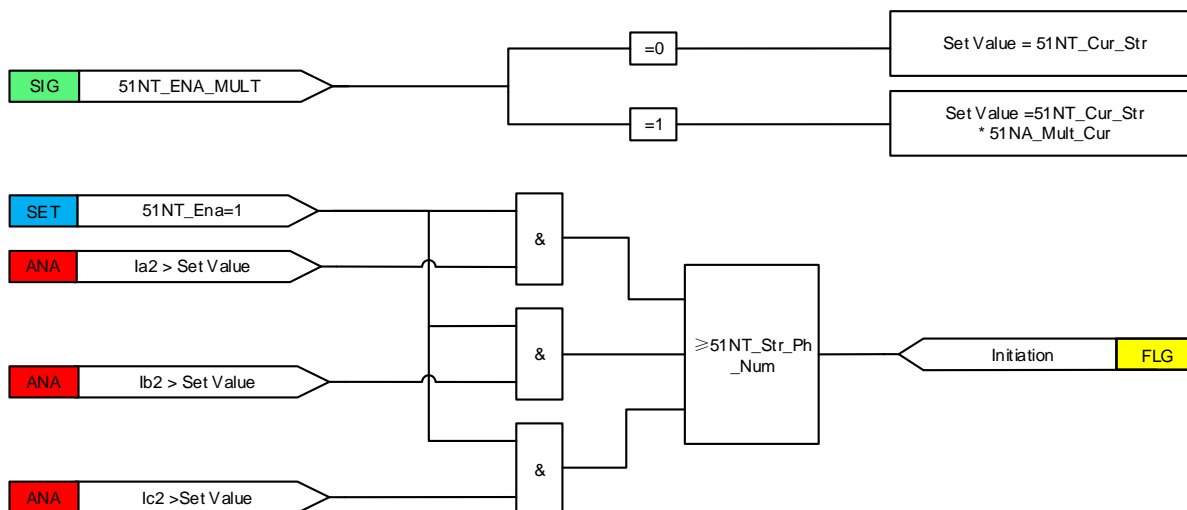 =0
Set Value = 51NT_Cur_Str
SIG 51NT_ENA_MULT
=1
Set Value =51NT_Cur_Str
* 51NA_Mult_Cur
SET 51NT_Ena=1
&
ANA Ia2 > Set Value
&
≥51NT_Str_Ph
_Num
Initiation FLG
ANA Ib2 > Set Value
&
ANA Ic2 >Set Value